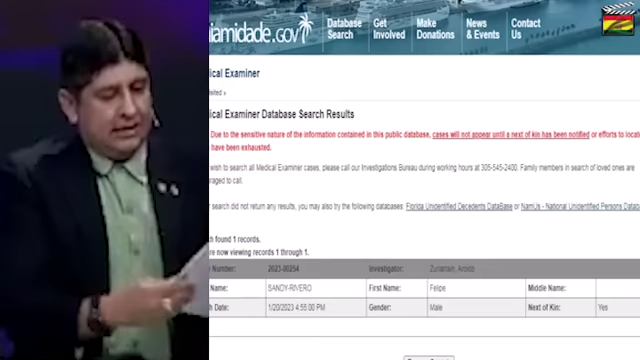 miamidade.gov
Database Search
Get Involved
Make Donations
News & Events
Contact Us
ical Examiner
ical Examiner Database Search Results
Due to the sensitive nature of the information contained in this public database, cases will not appear until a next of kin has been notified or efforts to locat
have been exhausted.
wish to search all Medical Examiner cases, please call our Investigations Bureau during working hours at 305-545-2400. Family members in search of loved ones are
raged to call.
r search did not return any results, you may also try the following databases: Florida Unidentified Decedents DataBase or NamUs - National Unidentified Persons Datab
h found 1 records.
re now viewing records 1 through 1.
Number: 2023-00254 Investigator:
Name: SANDY-RIVERO First Name: Felipe Middle Name:
h Date: 1/20/2023 4:55:00 PM Gender: Male Next of Kin: Yes